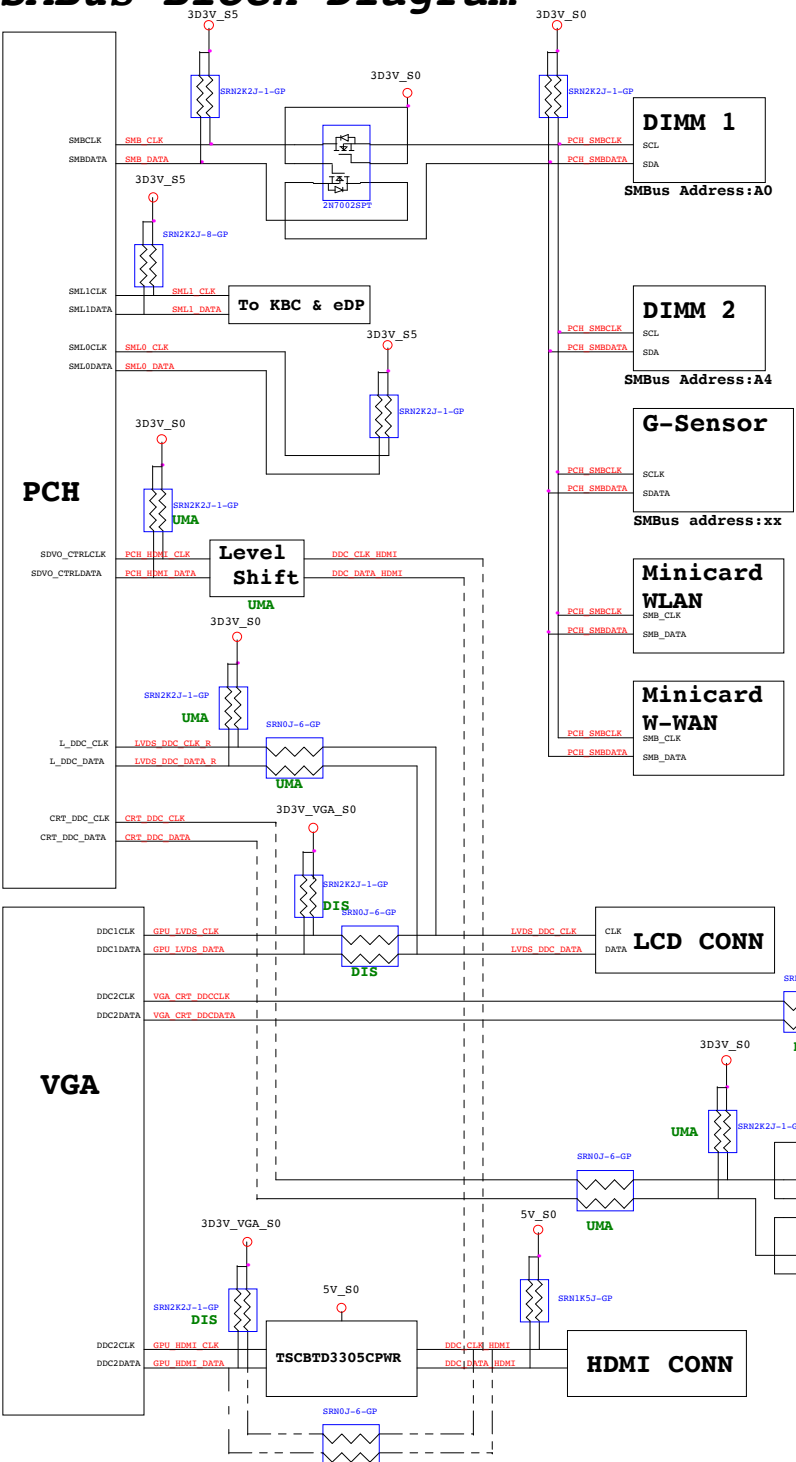 SMBus Block Diagram
3D3V_S5
3D3V_S0
3D3V_S0
SRN2K2J-1-GP
SRN2K2J-1-GP
DIMM 1
SMBCLK
SMB_CLK
PCH_SMBCLK
SCL
SMBDATA
SMB_DATA
PCH_SMBDATA
SDA
2N7002SPT
SMBus Address:A0
3D3V_S5
SRN2K2J-8-GP
SML1CLK
SML1_CLK
SML1DATA
SML1_DATA
To KBC & eDP
DIMM 2
PCH_SMBCLK
SCL
PCH_SMBDATA
SDA
SMBus Address:A4
SML0CLK
SML0_CLK
SML0DATA
SML0_DATA
3D3V_S5
SRN2K2J-1-GP
G-Sensor
PCH_SMBCLK
SCLK
PCH_SMBDATA
SDATA
SMBus address:xx
3D3V_S0
PCH
SRN2K2J-1-GP
UMA
SDVO_CTRLCLK
PCH_HDMI_CLK
SDVO_CTRLDATA
PCH_HDMI_DATA
Level
Shift
UMA
DDC_CLK_HDMI
DDC_DATA_HDMI
Minicard
WLAN
PCH_SMBCLK
SMB_CLK
PCH_SMBDATA
SMB_DATA
3D3V_S0
SRN2K2J-1-GP
UMA
SRN0J-6-GP
UMA
L_DDC_CLK
LVDS_DDC_CLK_R
L_DDC_DATA
LVDS_DDC_DATA_R
Minicard
W-WAN
PCH_SMBCLK
SMB_CLK
PCH_SMBDATA
SMB_DATA
CRT_DDC_CLK
CRT_DDC_CLK
CRT_DDC_DATA
CRT_DDC_DATA
3D3V_VGA_S0
SRN2K2J-1-GP
DIS
SRN0J-6-GP
DIS
DDC1CLK
GPU_LVDS_CLK
DDC1DATA
GPU_LVDS_DATA
LVDS_DDC_CLK
CLK
LVDS_DDC_DATA
DATA
LCD CONN
DDC2CLK
VGA_CRT_DDCCLK
DDC2DATA
VGA_CRT_DDCDATA
VGA
3D3V_S0
UMA
SRN2K2J-1-G
SRN0J-6-GP
UMA
3D3V_VGA_S0
SRN2K2J-1-GP
DIS
5V_S0
5V_S0
SRN1K5J-GP
DDC2CLK
GPU_HDMI_CLK
DDC2DATA
GPU_HDMI_DATA
TSCBTD3305CPWR
DDC_CLK_HDMI
DDC_DATA_HDMI
HDMI CONN
SRN0J-6-GP